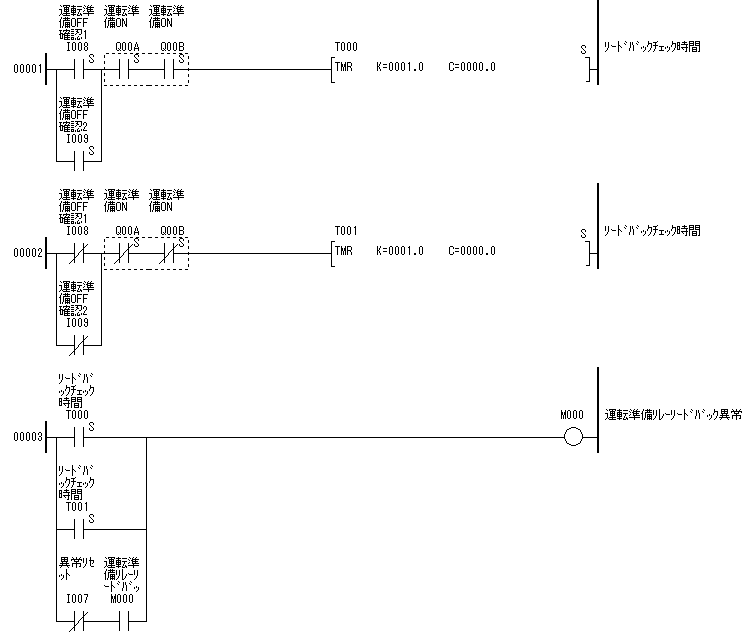 運転準 運転準 運転準
備OFF 備ON 備ON
確認1
I008 Q00A Q00B T000
S S S S リードバックチェック時間
00001 TMR K=0001.0 C=0000.0
運転準
備OFF
確認2
I009
S
運転準 運転準 運転準
備OFF 備ON 備ON
確認1
I008 Q00A Q00B T001
S S S リードバックチェック時間
00002 TMR K=0001.0 C=0000.0
運転準
備OFF
確認2
I009
リードバ
ックチェック
時間
T000 M000
S 運転準備リレーリードバック異常
00003
リードバ
ックチェック
時間
T001
S
異常リセ 運転準
ット 備リレーリ
ードバッ
I007 M000